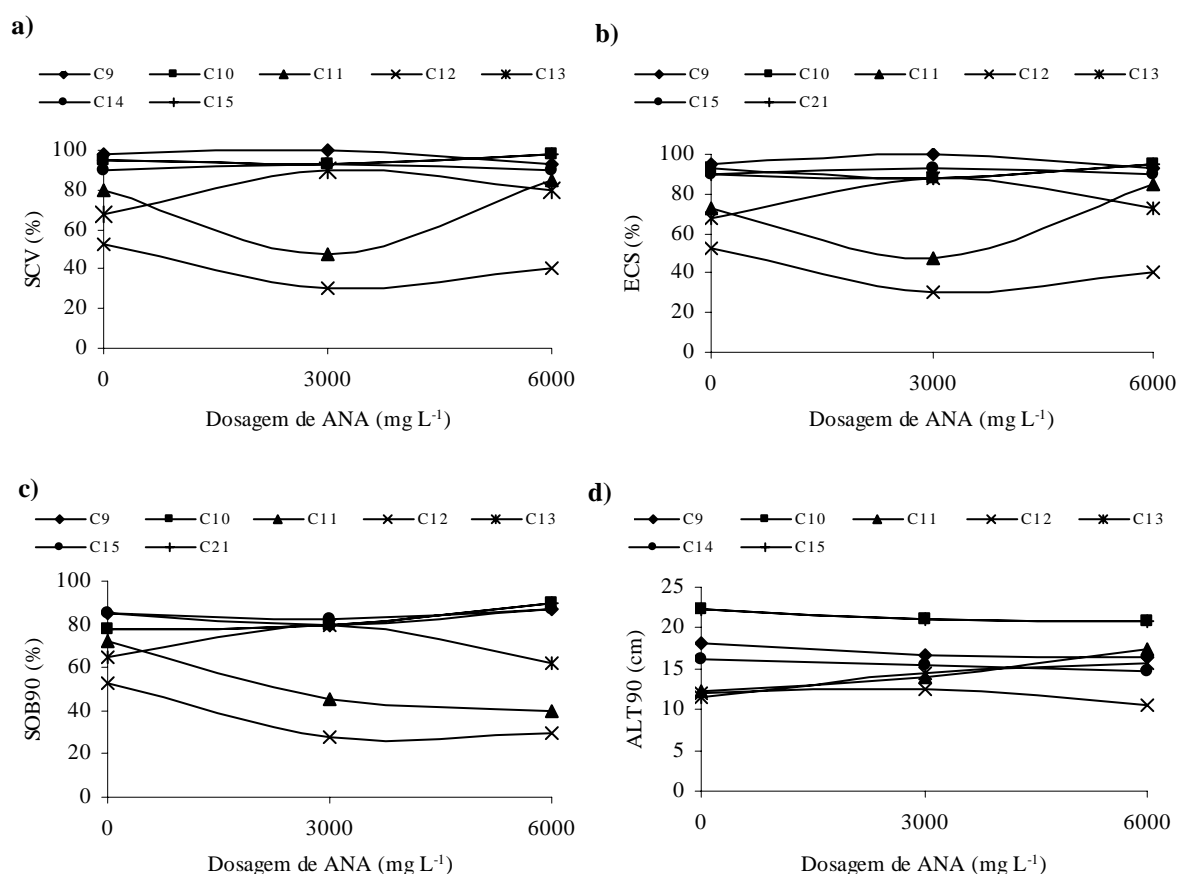 a)
C9 C10 C11 C12 C13
C14 C15
100
80
60
40
20
0
SCV (%)
0 3000 6000
Dosagem de ANA (mg L-1)
b)
C9 C10 C11 C12 C13
C15 C21
100
80
60
40
20
0
ECS (%)
0 3000 6000
Dosagem de ANA (mg L-1)
c)
C9 C10 C11 C12 C13
C15 C21
100
80
60
40
20
0
SOB90 (%)
0 3000 6000
Dosagem de ANA (mg L-1)
d)
C9 C10 C11 C12 C13
C14 C15
25
20
15
10
5
0
ALT90 (cm)
0 3000 6000
Dosagem de ANA (mg L-1)